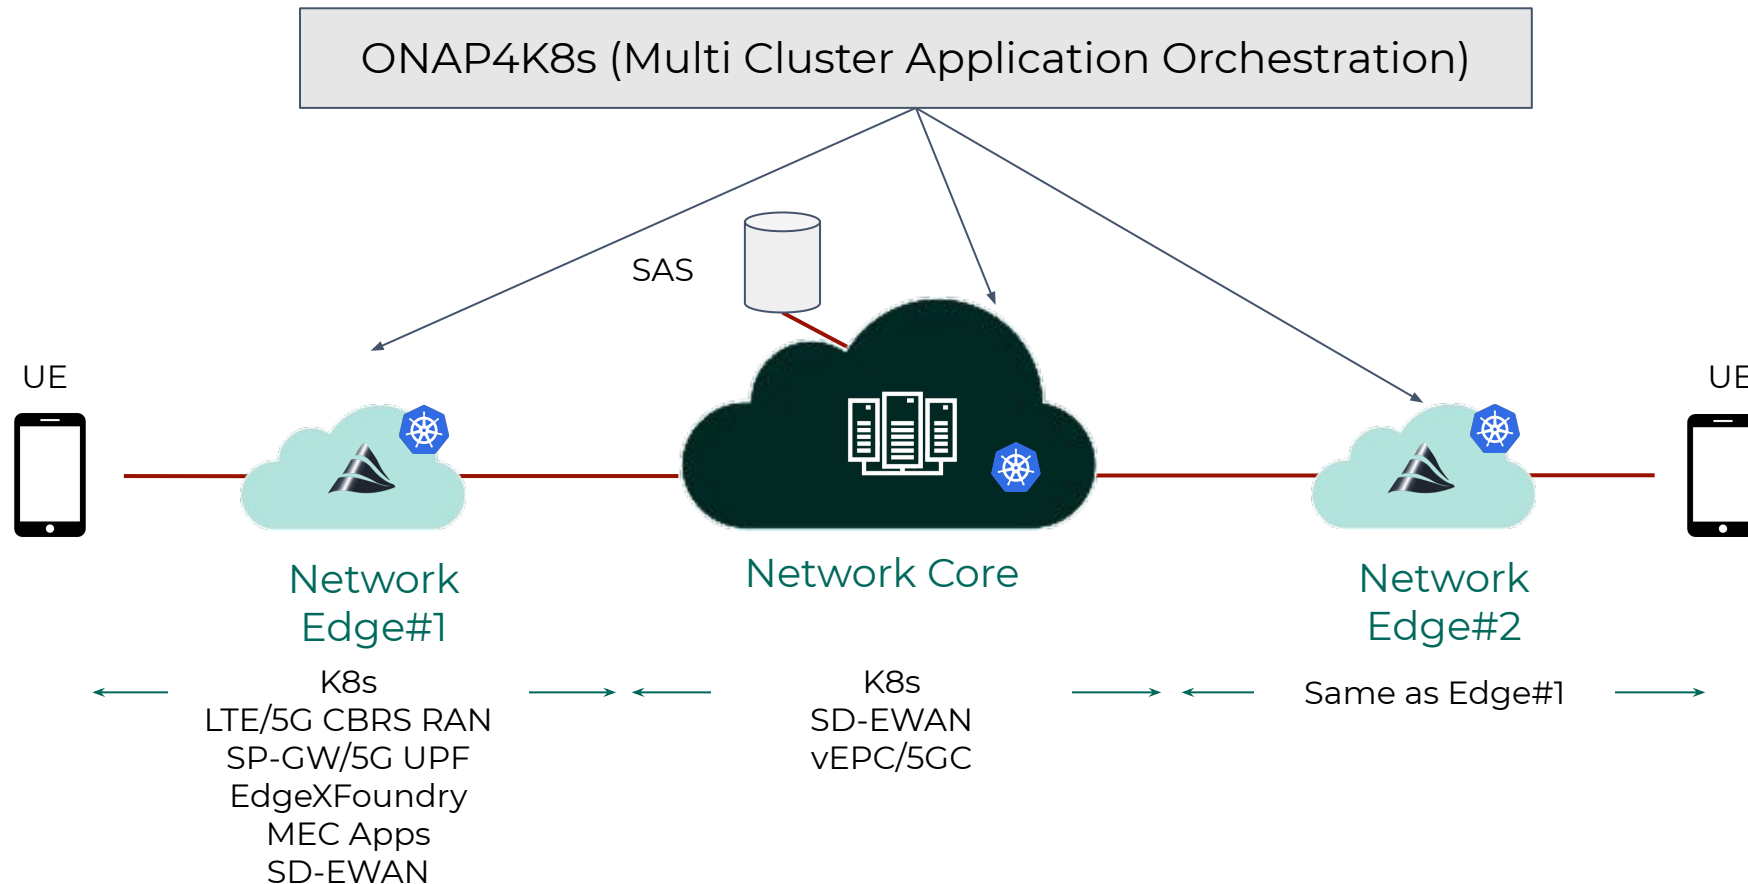 ONAP4K8s (Multi Cluster Application Orchestration)
SAS
UE
UE
Network
Edge#1
Network Core
Network
Edge#2
K8s
LTE/5G CBRS RAN
SP-GW/5G UPF
EdgeXFoundry
MEC Apps
SD-EWAN
K8s
SD-EWAN
vEPC/5GC
Same as Edge#1